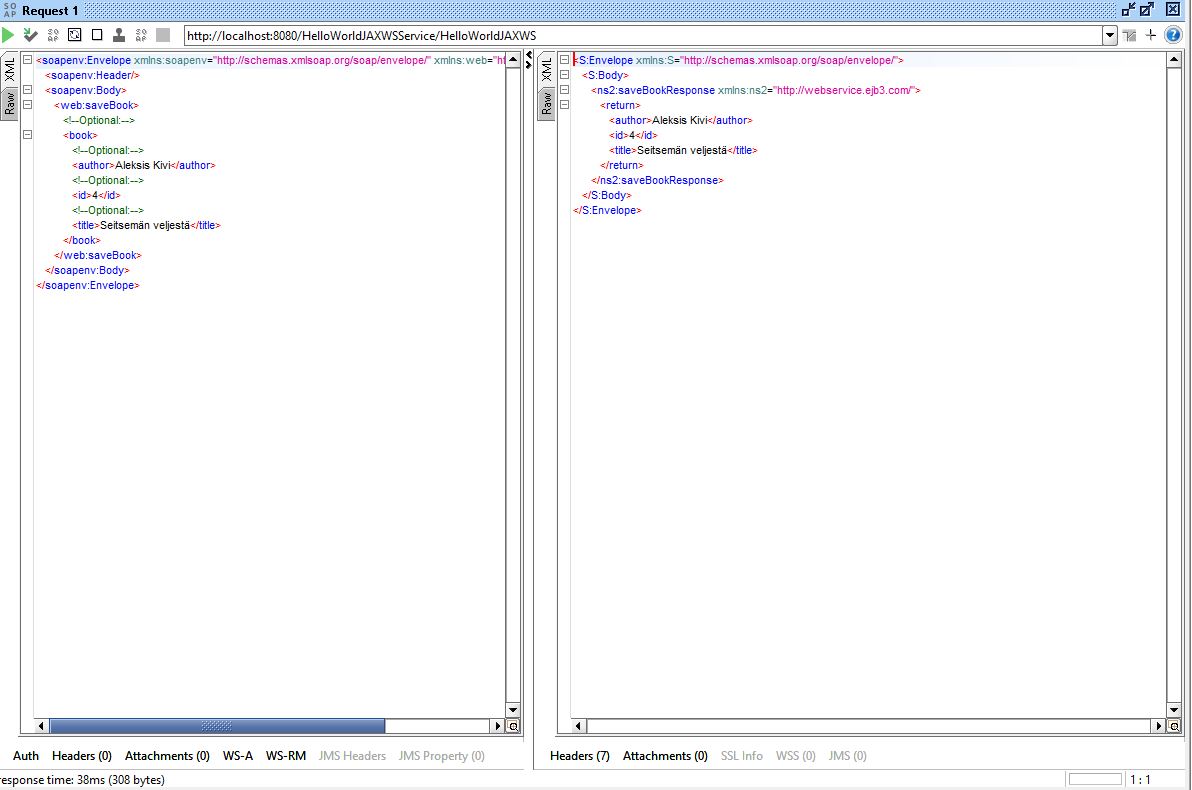 SO
AP Request 1
http://localhost:8080/HelloWorldJAXWSService/HelloWorldJAXWS
XML
Raw
<soapenv:Envelope xmlns:soapenv="http://schemas.xmlsoap.org/soap/envelope/" xmlns:web="ht
<soapenv:Header/>
<soapenv:Body>
<web:saveBook>
<!--Optional:-->
<book>
<!--Optional:-->
<author>Aleksis Kivi</author>
<!--Optional:-->
<id>4</id>
<!--Optional:-->
<title>Seitsemän veljestä</title>
</book>
</web:saveBook>
</soapenv:Body>
</soapenv:Envelope>
XML
Raw
<S:Envelope xmlns:S="http://schemas.xmlsoap.org/soap/envelope/">
<S:Body>
<ns2:saveBookResponse xmlns:ns2="http://webservice.ejb3.com/">
<return>
<author>Aleksis Kivi</author>
<id>4</id>
<title>Seitsemän veljestä</title>
</return>
</ns2:saveBookResponse>
</S:Body>
</S:Envelope>
Auth Headers (0) Attachments (0) WS-A WS-RM JMS Headers JMS Property (0)
Headers (7) Attachments (0) SSL Info WSS (0) JMS (0)
esponse time: 38ms (308 bytes)
1 : 1